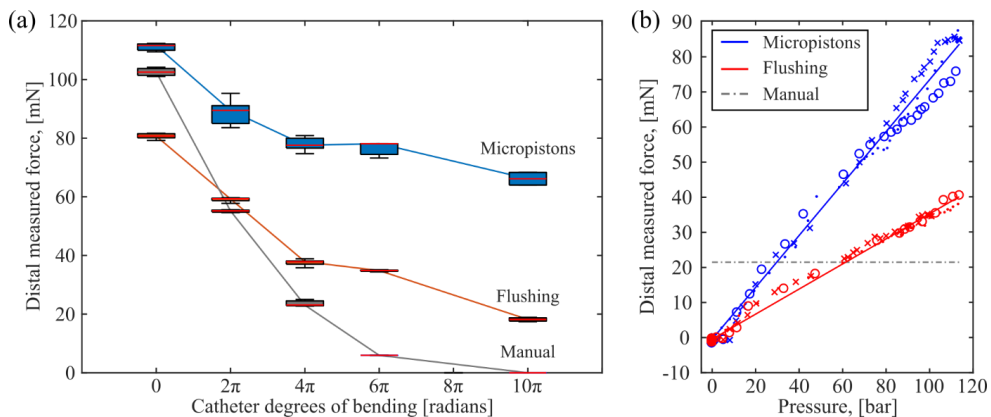 (a)
Distal measured force, [mN]
120
100
80
60
40
20
0
0
2π
4π
6π
8π
10π
Catheter degrees of bending [radians]
Micropistons
Flushing
Manual
(b)
Distal measured force, [mN]
90
80
70
60
50
40
30
20
10
0
-10
0
20
40
60
80
100
120
Pressure, [bar]
Micropistons
Flushing
Manual